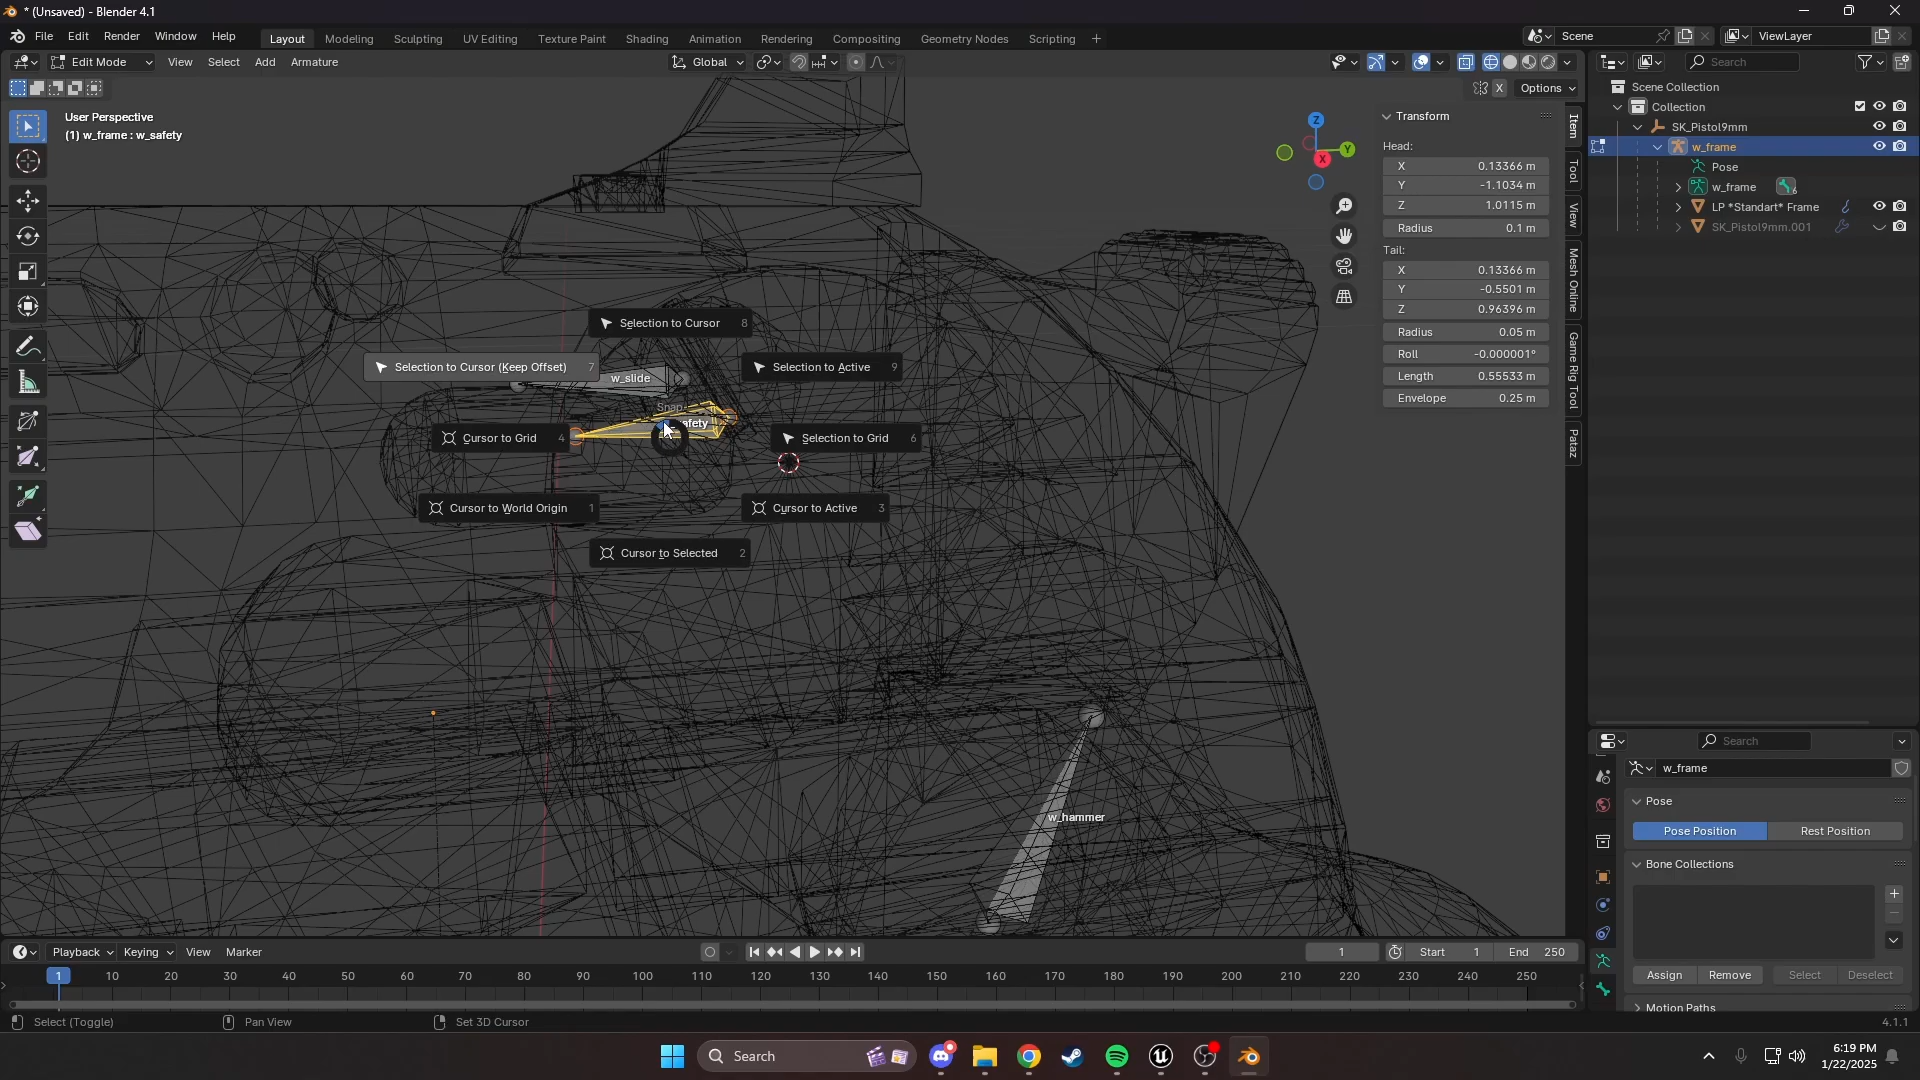 * (Unsaved) - Blender 4.1
File Edit Render Window Help
Layout Modeling Sculpting UV Editing Texture Paint Shading Animation Rendering Compositing Geometry Nodes Scripting +
Scene
ViewLayer
Edit Mode View Select Add Armature
Global
Search
X Options
User Perspective
(1) w_frame : w_safety
Z
Y
X
Transform
Head:
X 0.13366 m
Y -1.1034 m
Z 1.0115 m
Radius 0.1 m
Tail:
X 0.13366 m
Y -0.5501 m
Z 0.96396 m
Radius 0.05 m
Roll -0.000001°
Length 0.55533 m
Envelope 0.25 m
Item
Tool
View
Mesh Online
Game Rig Tool
Pataz
Scene Collection
Collection
SK_Pistol9mm
w_frame
Pose
w_frame 6
LP *Standart* Frame
SK_Pistol9mm.001
Selection to Cursor 8
Selection to Cursor (Keep Offset) 7
Selection to Active 9
w_slide
Snap
afety
Cursor to Grid 4
Selection to Grid 6
Cursor to World Origin 1
Cursor to Active 3
Cursor to Selected 2
w_hammer
Search
w_frame
Pose
Pose Position Rest Position
Bone Collections
Assign Remove Select Deselect
Motion Paths
Playback Keying View Marker
1 Start 1 End 250
1 10 20 30 40 50 60 70 80 90 100 110 120 130 140 150 160 170 180 190 200 210 220 230 240 250
Select (Toggle) Pan View Set 3D Cursor
4.1.1
Search
6:19 PM
1/22/2025